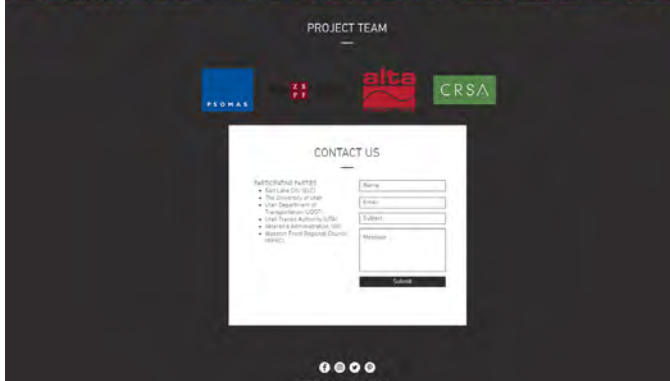 PROJECT TEAM
PSOMAS
Z S
P F
alta
CRSA
CONTACT US
PARTICIPATING PARTIES
Salt Lake City (SLC)
The University of Utah
Utah Department of
Transportation (UDOT)
Utah Transit Authority (UTA)
Veteran's Administration (VA)
Wasatch Front Regional Council
(WFRC)
Name
Email
Subject
Message
Submit